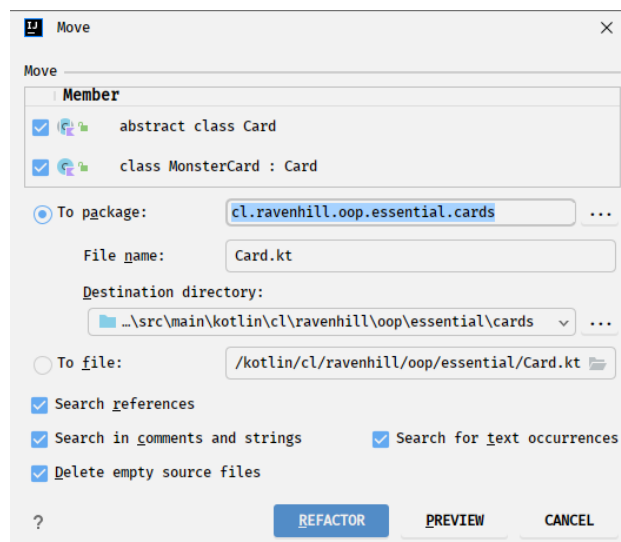 IJ Move
Move
Member
abstract class Card
class MonsterCard : Card
To package: cl.ravenhill.oop.essential.cards ...
File name: Card.kt
Destination directory:
...\src\main\kotlin\cl\ravenhill\oop\essential\cards ...
To file: /kotlin/cl/ravenhill/oop/essential/Card.kt
Search references
Search in comments and strings Search for text occurrences
Delete empty source files
? REFACTOR PREVIEW CANCEL